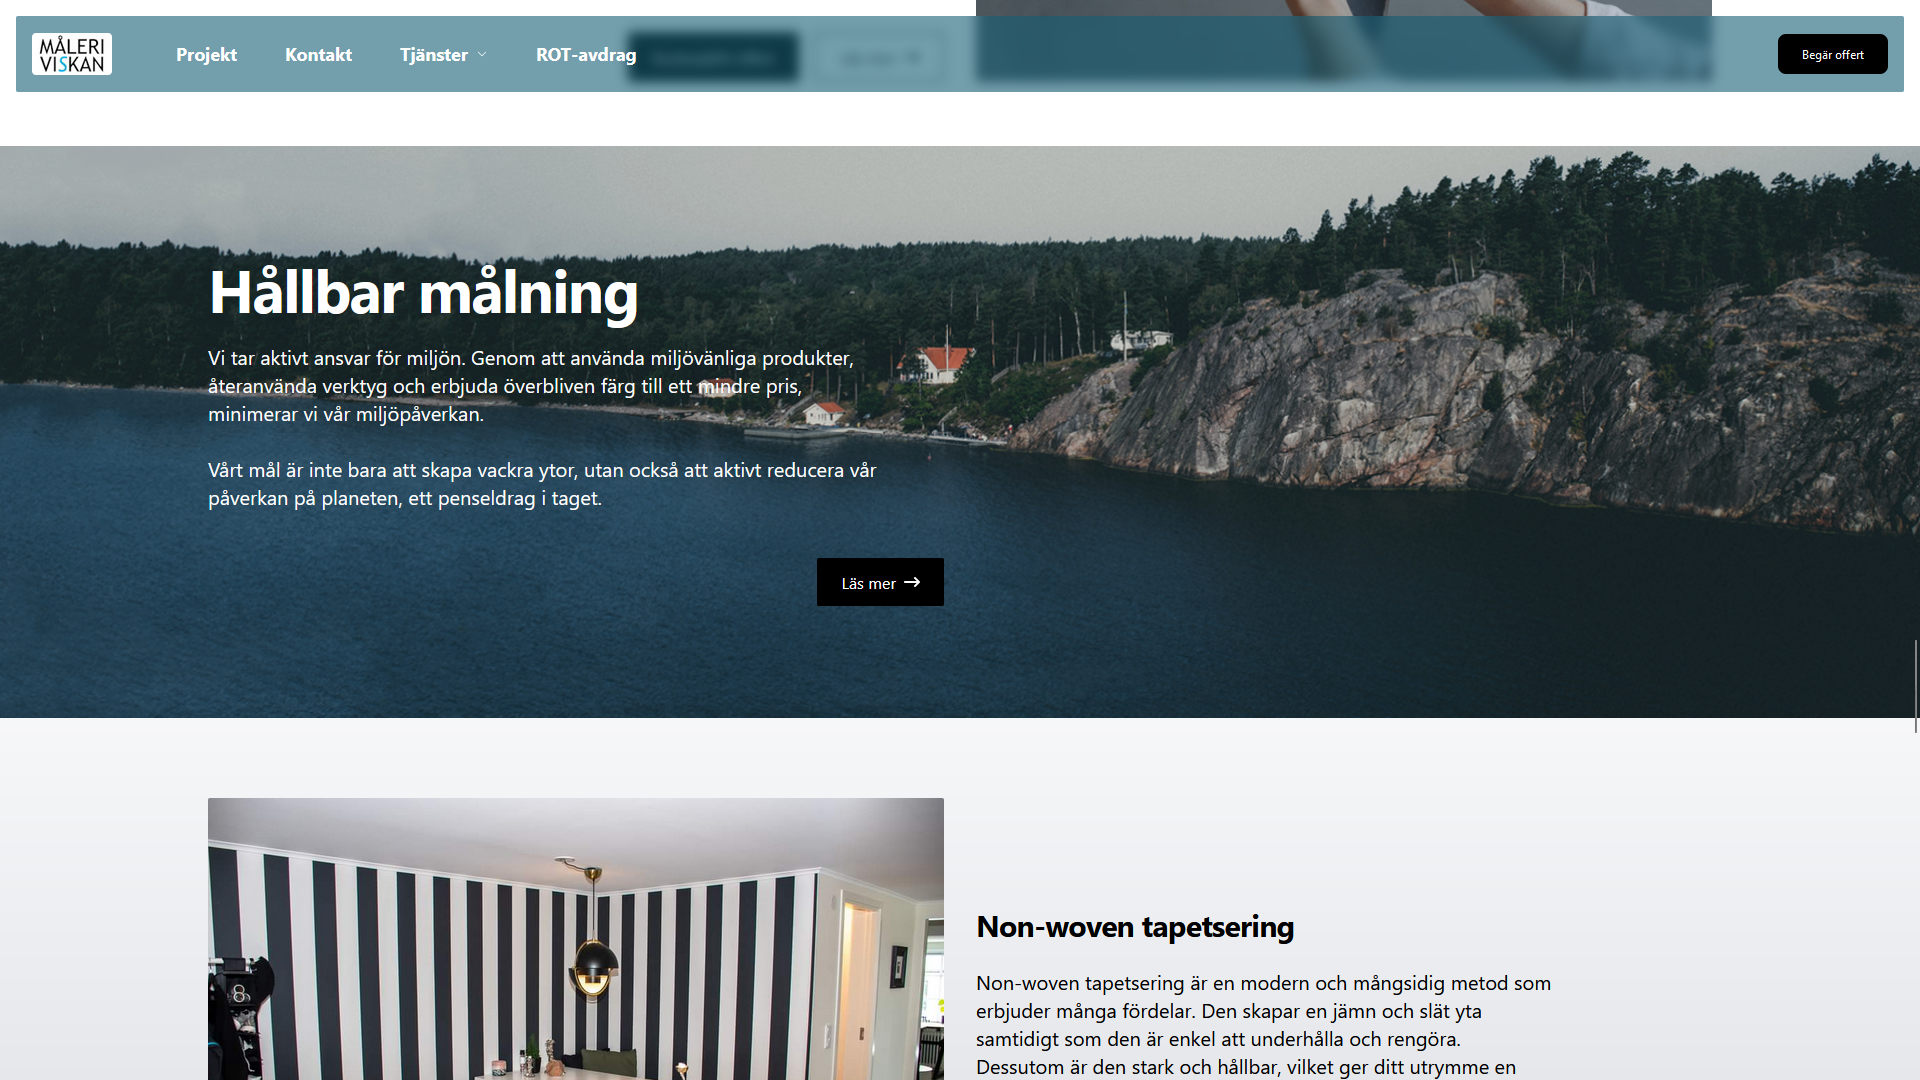 MÅLERI
VISKAN
Projekt
Kontakt
Tjänster
ROT-avdrag
Begär offert
Hållbar målning
Vi tar aktivt ansvar för miljön. Genom att använda miljövänliga produkter,
återanvända verktyg och erbjuda överbliven färg till ett mindre pris,
minimerar vi vår miljöpåverkan.
Vårt mål är inte bara att skapa vackra ytor, utan också att aktivt reducera vår
påverkan på planeten, ett penseldrag i taget.
Läs mer →
Non-woven tapetsering
Non-woven tapetsering är en modern och mångsidig metod som
erbjuder många fördelar. Den skapar en jämn och slät yta
samtidigt som den är enkel att underhålla och rengöra.
Dessutom är den stark och hållbar, vilket ger ditt utrymme en